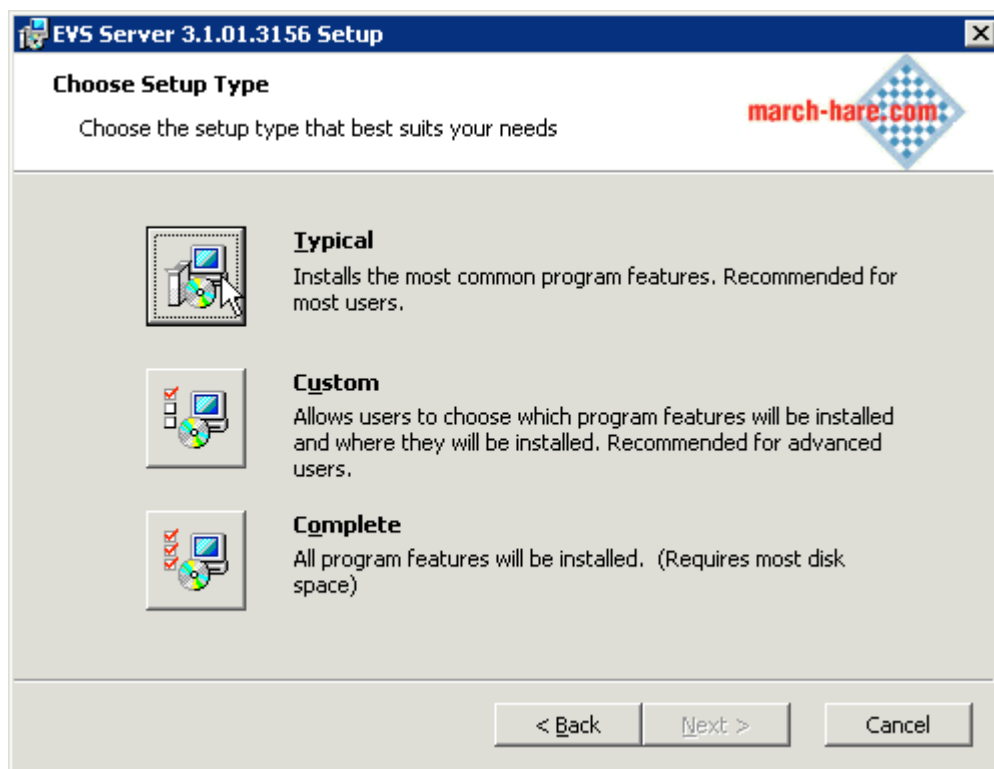 EVS Server 3.1.01.3156 Setup
Choose Setup Type
Choose the setup type that best suits your needs
march-hare.com
Typical
Installs the most common program features. Recommended for
most users.
Custom
Allows users to choose which program features will be installed
and where they will be installed. Recommended for advanced
users.
Complete
All program features will be installed.  (Requires most disk
space)
< Back
Next >
Cancel